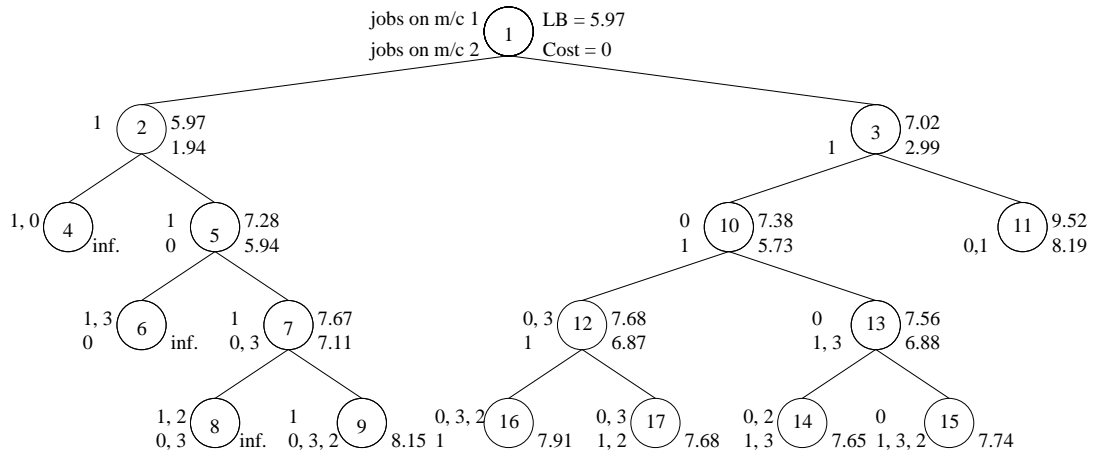 jobs on m/c 1 LB = 5.97
1
jobs on m/c 2 Cost = 0
1 2 5.97
1.94
3 7.02
1 2.99
1, 0 4 inf.
1 5 7.28
0 5.94
0 10 7.38
1 5.73
11 9.52
0,1 8.19
1, 3 6
0 inf.
1 7 7.67
0, 3 7.11
0, 3 12 7.68
1 6.87
0 13 7.56
1, 3 6.88
1, 2 8
0, 3 inf.
1 9
0, 3, 2 8.15
0, 3, 2 16
1 7.91
0, 3 17
1, 2 7.68
0, 2 14
1, 3 7.65
0 15
1, 3, 2 7.74